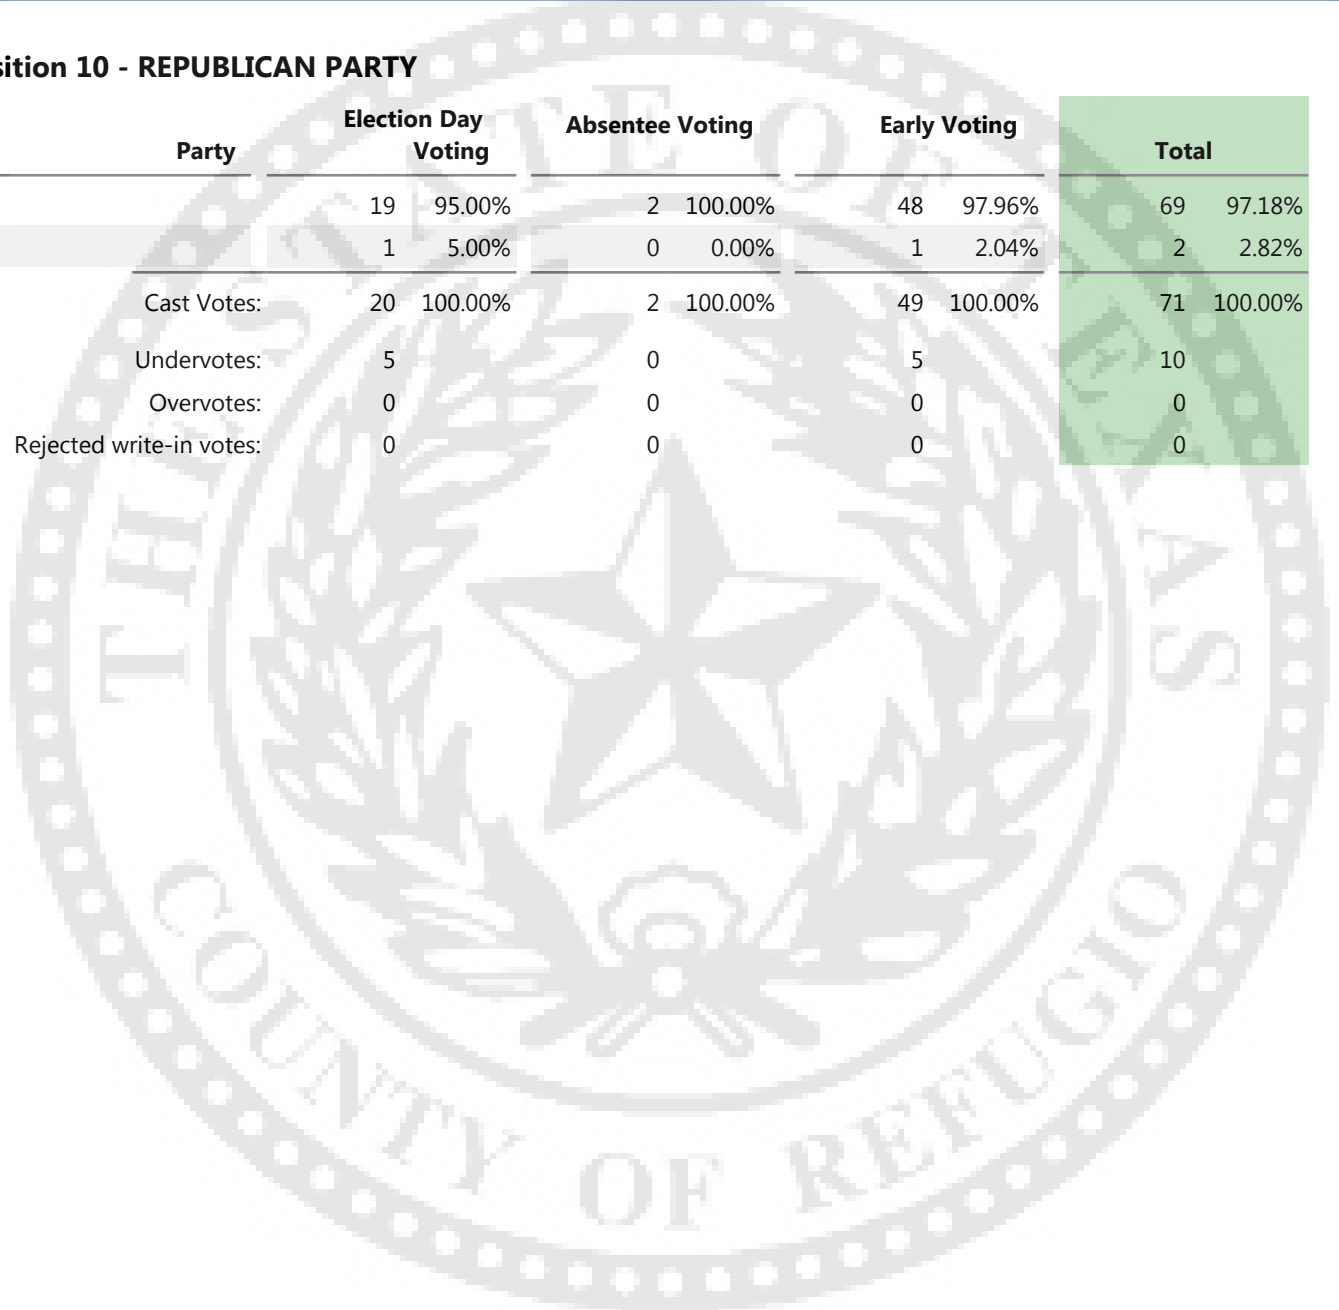 sition 10 - REPUBLICAN PARTY
Party Election Day Voting Absentee Voting Early Voting Total
19 95.00% 2 100.00% 48 97.96% 69 97.18%
1 5.00% 0 0.00% 1 2.04% 2 2.82%
Cast Votes: 20 100.00% 2 100.00% 49 100.00% 71 100.00%
Undervotes: 5 0 5 10
Overvotes: 0 0 0 0
Rejected write-in votes: 0 0 0 0
THE STATE OF TEXAS
COUNTY OF REFUGIO